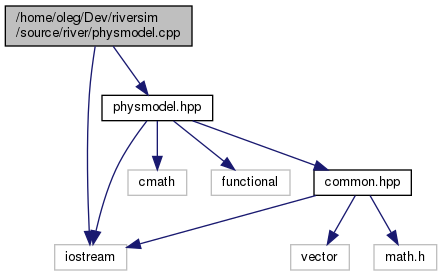 /home/oleg/Dev/riversim
/source/river/physmodel.cpp
physmodel.hpp
cmath
functional
common.hpp
iostream
vector
math.h